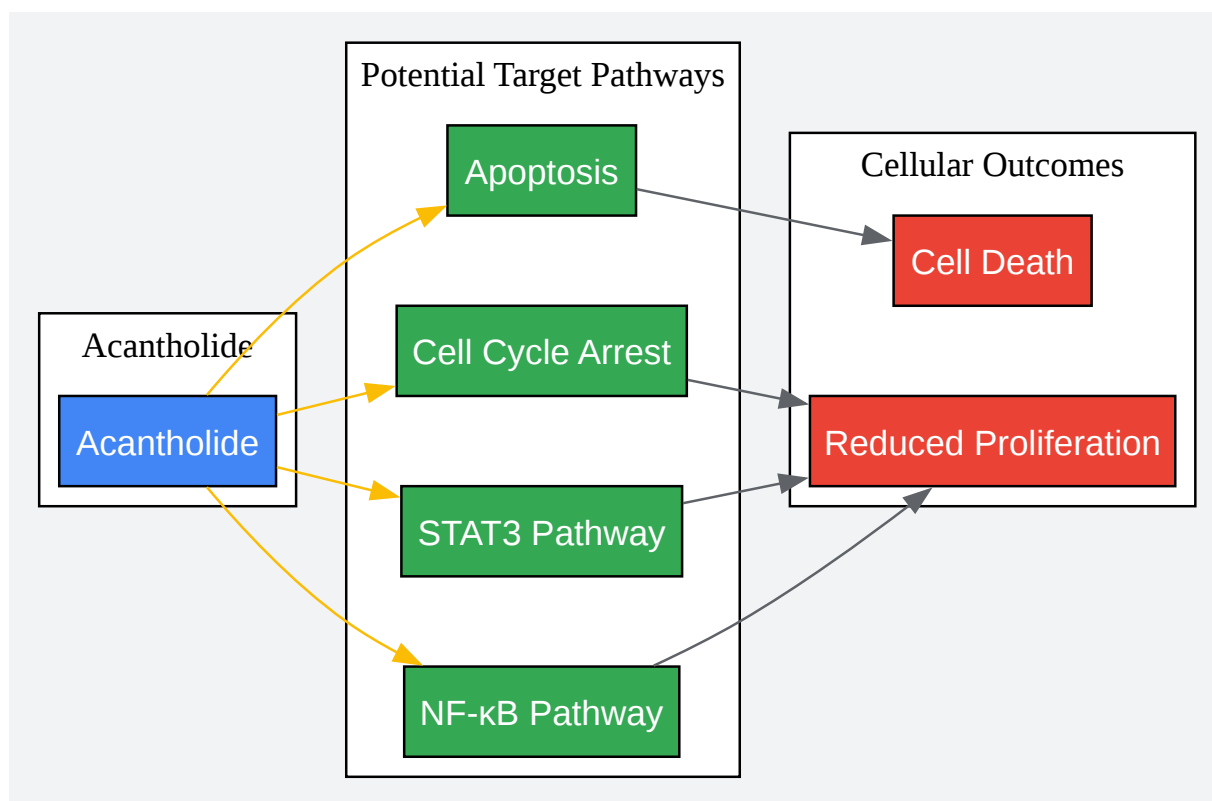 Acantholide
Acantholide
Potential Target Pathways
Apoptosis
Cell Cycle Arrest
STAT3 Pathway
NF-κB Pathway
Cellular Outcomes
Cell Death
Reduced Proliferation